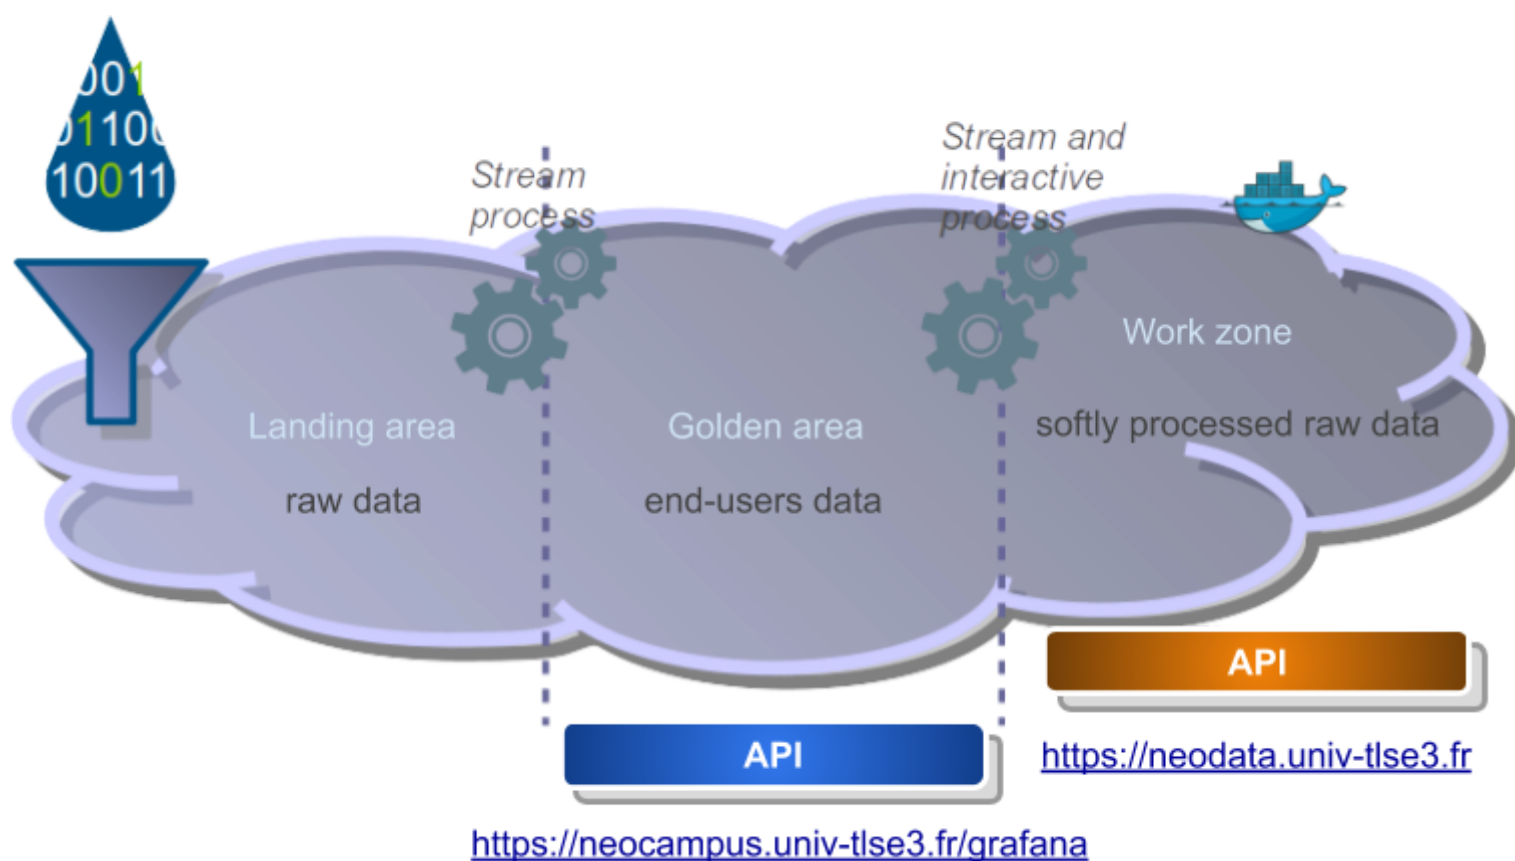 001
01100
10011
Stream
process
Stream and
interactive
process
Work zone
softly processed raw data
Landing area
raw data
Golden area
end-users data
API
https://neodata.univ-tlse3.fr
API
https://neocampus.univ-tlse3.fr/grafana